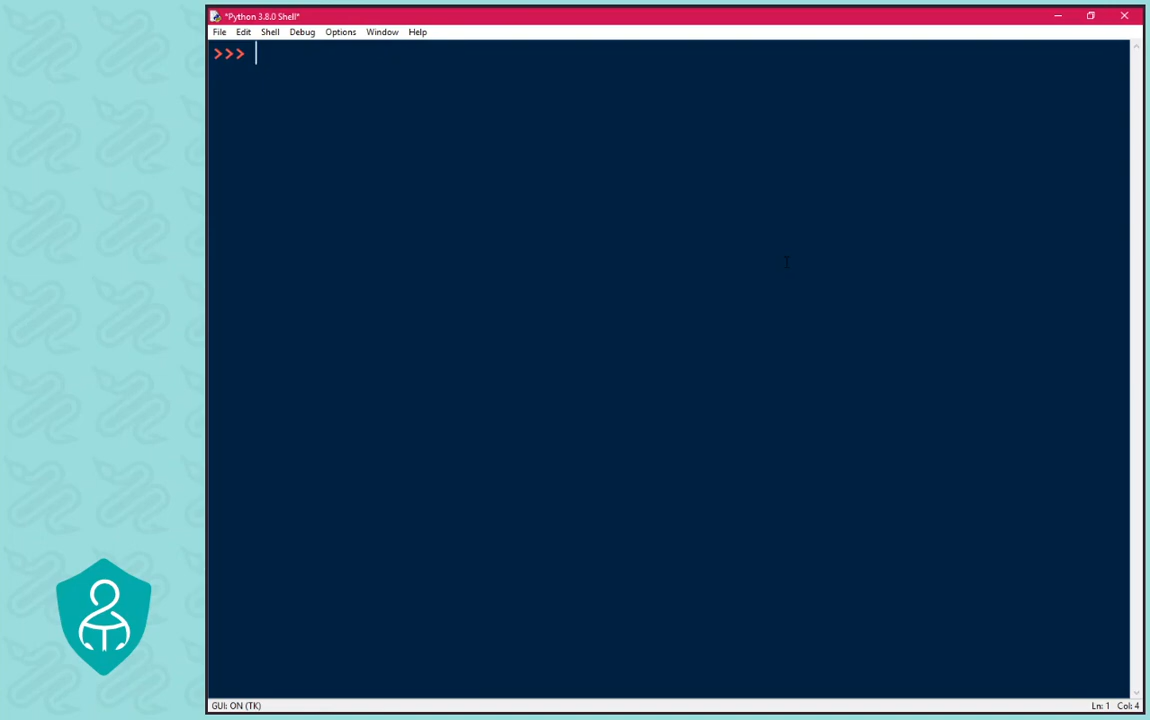 *Python 3.8.0 Shell*
File Edit Shell Debug Options Window Help
>>>
GUI: ON (TK) Ln: 1 Col: 4